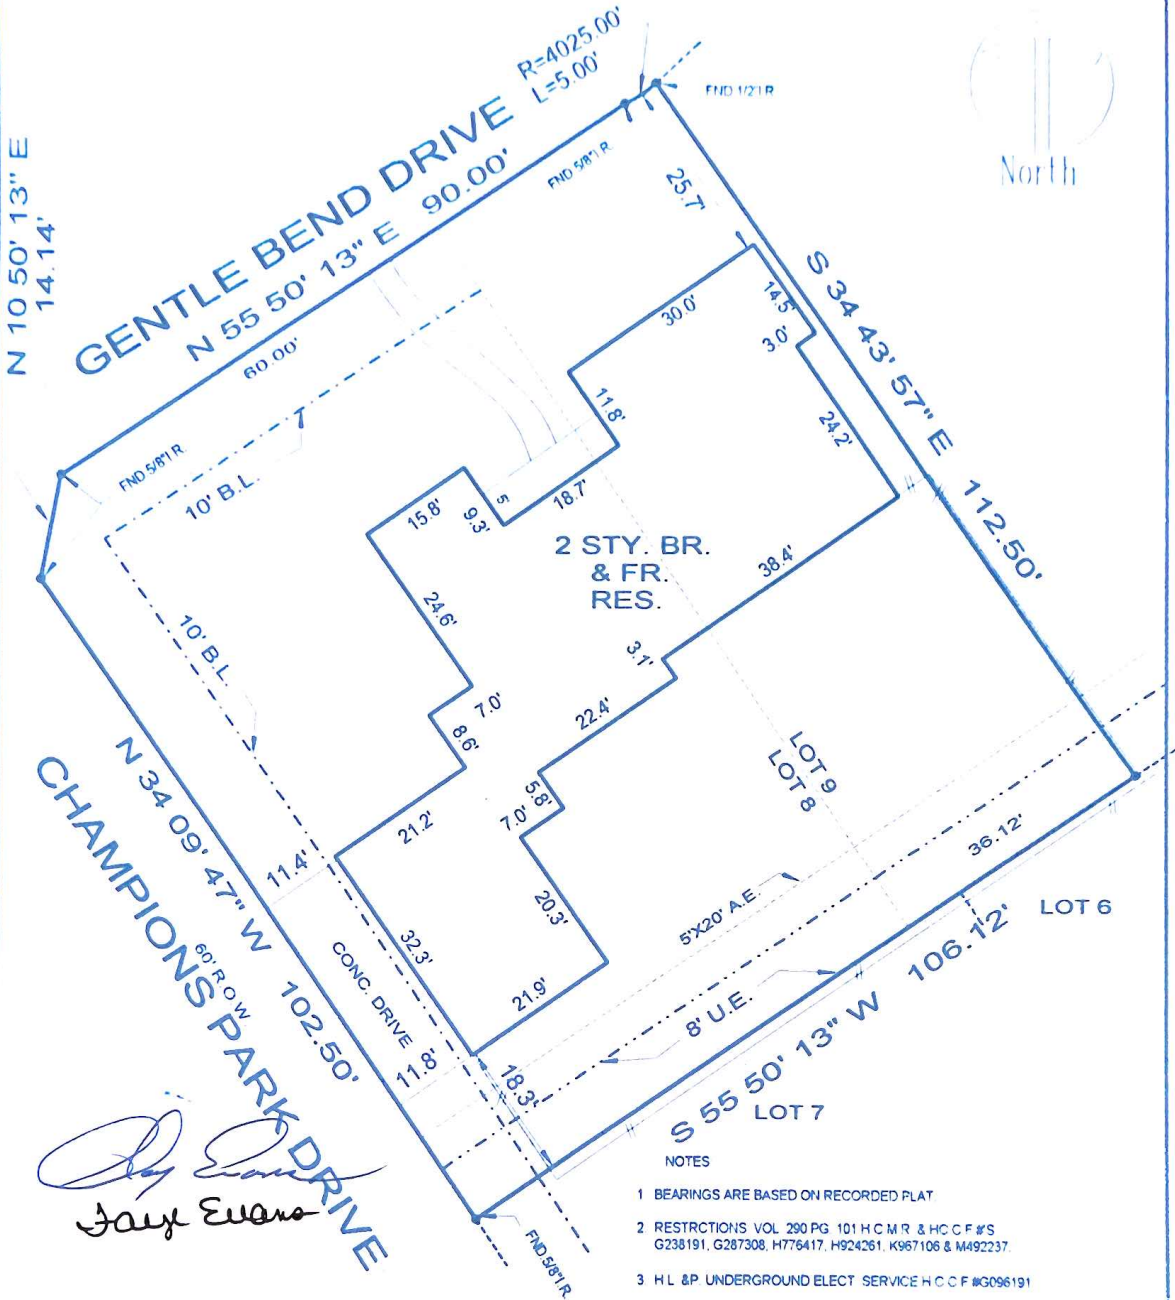 R=4025.00'
L=5.00'
FND 1/2" I.R.
North
N 10 50' 13" E
14.14'
GENTLE BEND DRIVE
N 55 50' 13" E 90.00'
60.00'
FND 5/8" I.R.
25.7'
S 34 43' 57" E 112.50'
30.0'
14.5'
3.0'
11.8'
24.2'
FND 5/8" I.R.
10' B.L.
15.8'
9.3'
5'
18.7'
2 STY. BR.
& FR.
RES.
38.4'
24.6'
10' B.L.
3.1'
7.0'
8.6'
22.4'
LOT 9
LOT 8
5.8'
7.0'
21.2'
N 34 09' 47" W 102.50'
CHAMPIONS PARK DRIVE
60' R O W
11.4'
20.3'
36.12'
5'X20' A.E.
LOT 6
32.3'
CONC. DRIVE
21.9'
8' U.E.
S 55 50' 13" W 106.12'
11.8'
18.3'
LOT 7
Faye Evans
FND 5/8" I.R.
NOTES
1 BEARINGS ARE BASED ON RECORDED PLAT
2. RESTRCTIONS VOL 290 PG 101 H C M R & H C C F #'S
G238191, G287308, H776417, H924261, K967106 & M492237.
3 H L & P UNDERGROUND ELECT SERVICE H C C F #G096191